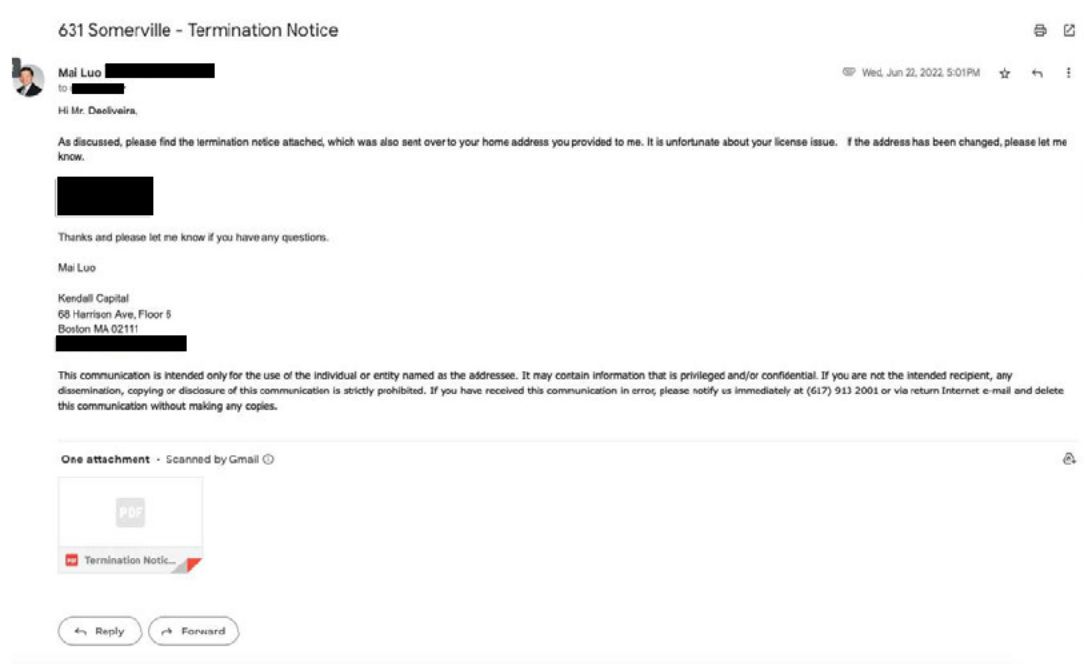 631 Somerville - Termination Notice
Mai Luo
Wed, Jun 22, 2022, 5:01PM
to
Hi Mr. Deoliveira,
As discussed, please find the termination notice attached, which was also sent over to your home address you provided to me. It is unfortunate about your license issue. f the address has been changed, please let me
know.
Thanks and please let me know if you have any questions.
Mai Luo
Kendall Capital
68 Harrison Ave, Floor 5
Boston MA 02111
This communication is intended only for the use of the individual or entity named as the addressee. It may contain information that is privileged and/or confidential. If you are not the intended recipient, any
dissemination, copying or disclosure of this communication is strictly prohibited. If you have received this communication in error, please notify us immediately at (617) 913 2001 or via return Internet e-mail and delete
this communication without making any copies.
One attachment · Scanned by Gmail
PDF
PDF Termination Notic...
Reply Forward